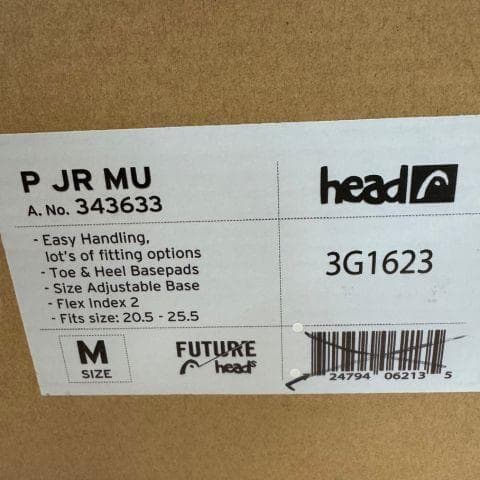 P JR MU
A. No. 343633
- Easy Handling,
lot's of fitting options
- Toe & Heel Basepads
- Size Adjustable Base
- Flex Index 2
- Fits size: 20.5 - 25.5
M
SIZE
FUTURE
heads
head
3G1623
24794 06213 5